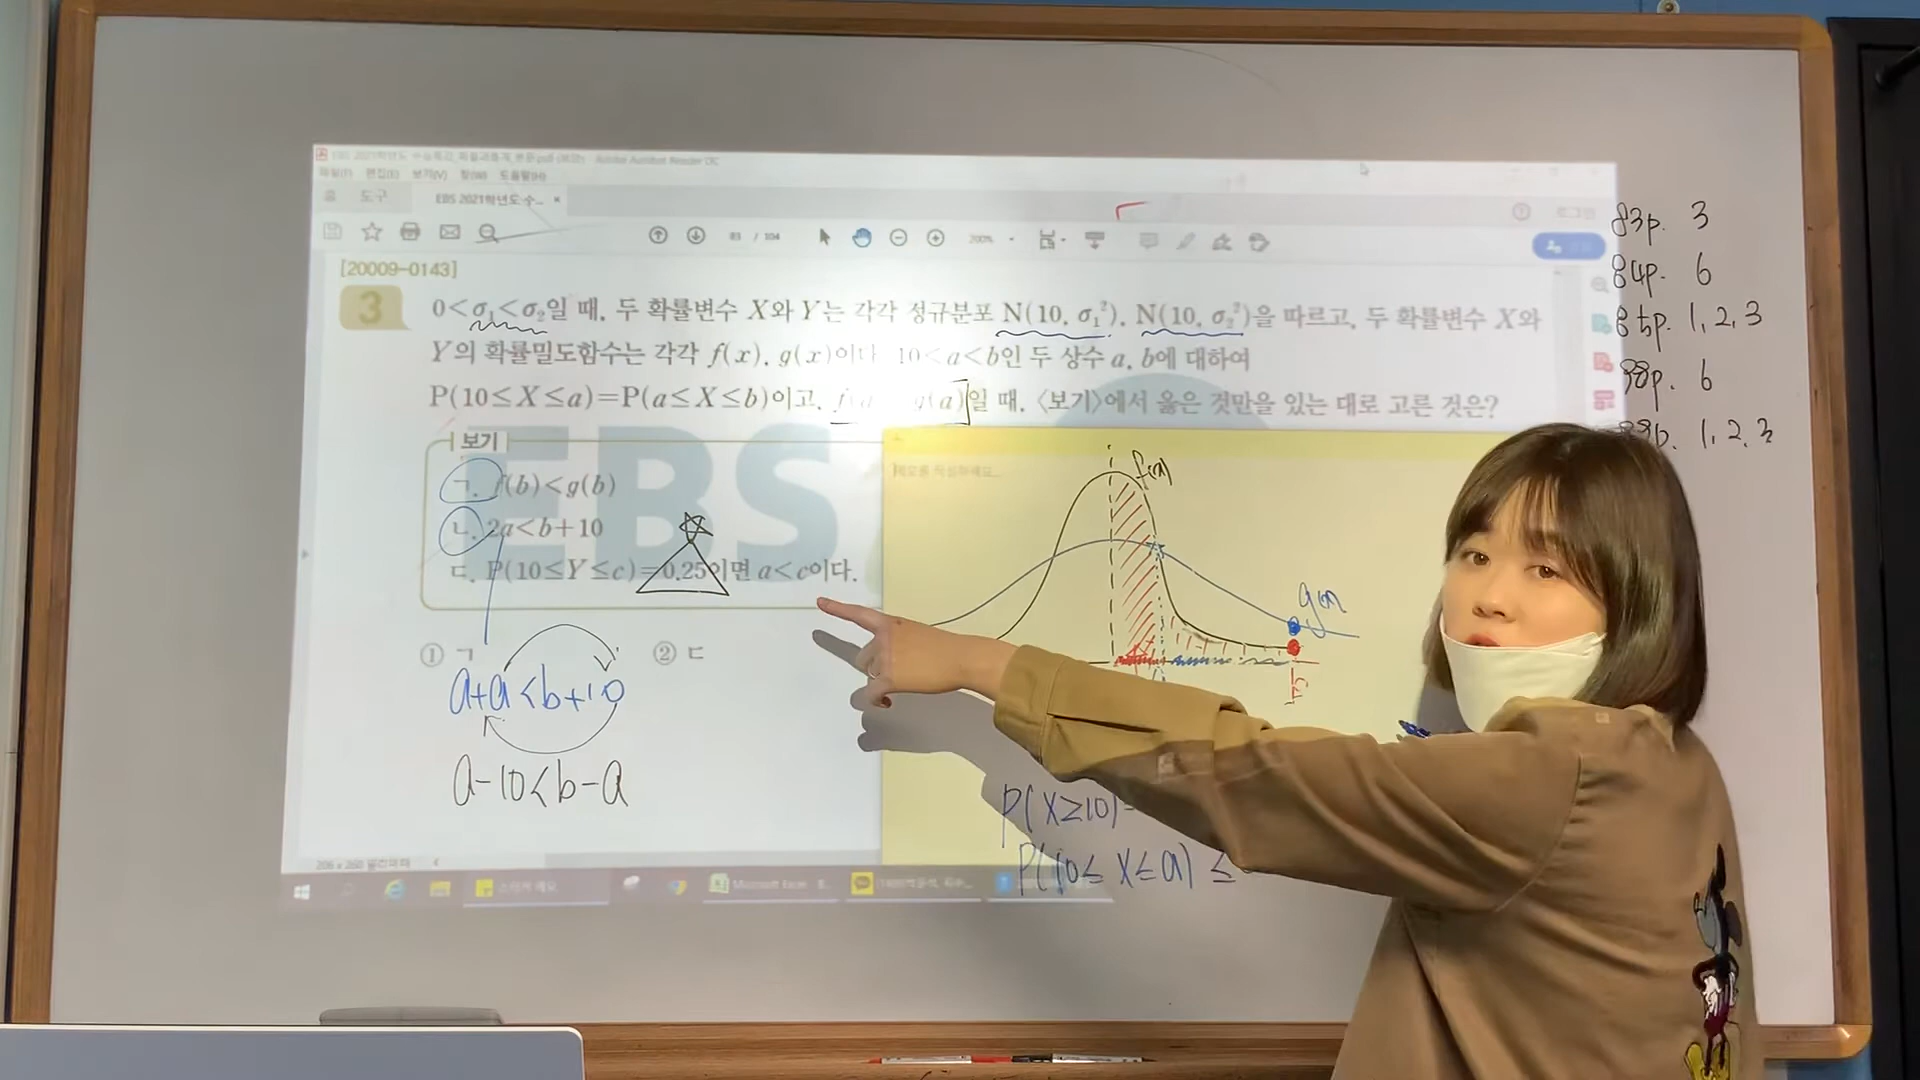 EBS 2021학년도 수능특강_확률과통계_본문.pdf - Adobe Acrobat Reader DC
파일(F) 편집(E) 보기(V) 창(W) 도움말(H)
홈 도구 EBS 2021학년도 수... ×
83 / 104 200%
[20009-0143]
3 0<σ₁<σ₂일 때, 두 확률변수 X와 Y는 각각 정규분포 N(10, σ₁²), N(10, σ₂²)을 따르고, 두 확률변수 X와
Y의 확률밀도함수는 각각 f(x), g(x)이다 10<a<b인 두 상수 a, b에 대하여
P(10≤X≤a)=P(a≤X≤b)이고, f(a g(a)일 때, 〈보기〉에서 옳은 것만을 있는 대로 고른 것은?
보기
ㄱ. f(b)<g(b)
ㄴ. 2a<b+10
ㄷ. P(10≤Y≤c)=0.25이면 a<c이다.
① ㄱ ② ㄷ
a+a<b+10
a-10<b-a
EBS
f(x)
g(x)
b
P(X≥10)
P(10≤X≤a) ≤
83p. 3
84p. 6
85p. 1, 2, 3
98p. 6
1, 2, 3
Microsoft Excel